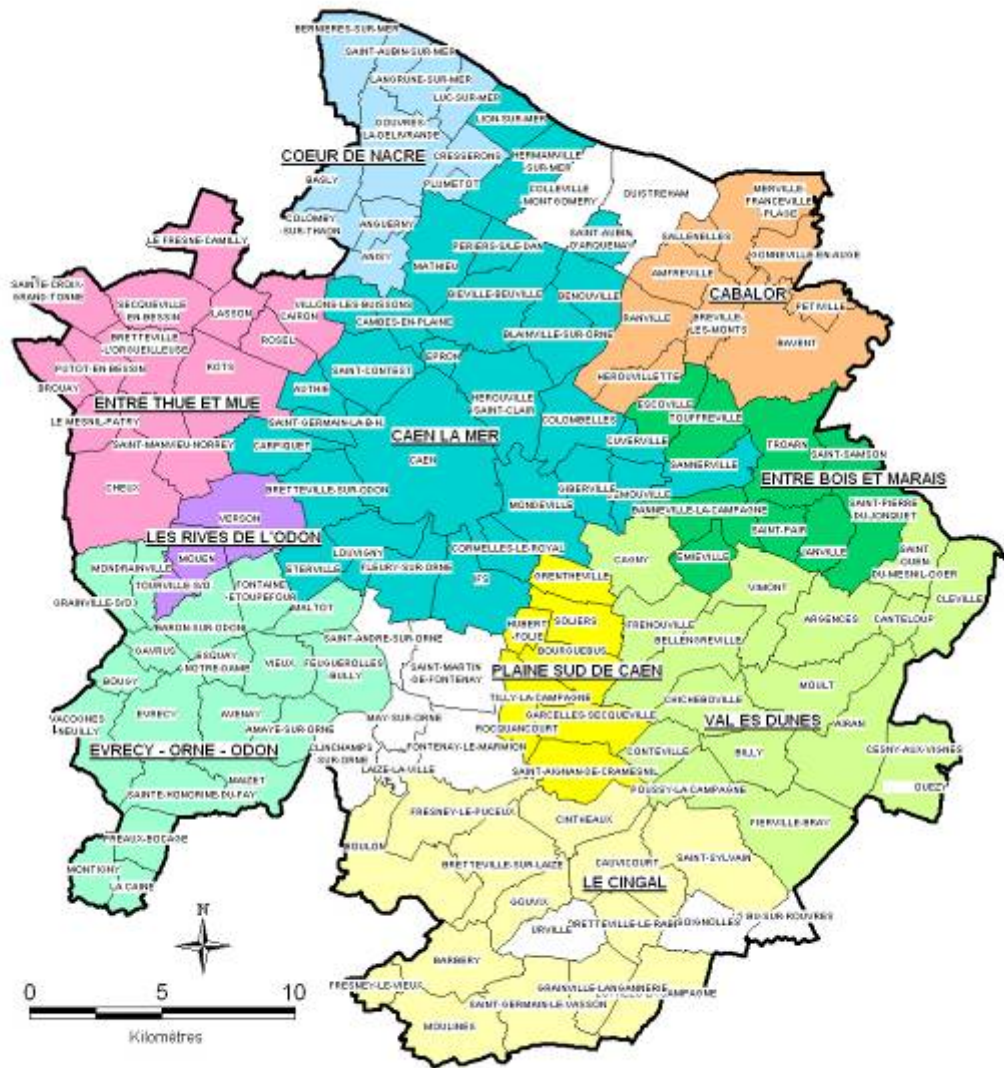 BERNIERES-SUR-MER
SAINT-AUBIN-SUR-MER
LANGRUNE-SUR-MER
LUC-SUR-MER
LION-SUR-MER
DOUVRES
-LA-DELIVRANDE
COEUR DE NACRE
CRESSERONS
HERMANVILLE
-SUR-MER
BASLY
PLUMETOT
COLLEVILLE
-MONTGOMERY
OUISTREHAM
MERVILLE
FRANCEVILLE
-PLAGE
COLOMBY
-SUR-THAON
ANGUERNY
SAINT-AUBIN
D'ARQUENAY
SALLENELLES
LE FRESNE-CAMILLY
ANISY
MATHIEU
PERIERS-S/LE-DAN
GONNEVILLE-EN-AUGE
AMFREVILLE
SAINTE-CROIX-
GRAND-TONNE
SECQUEVILLE
-EN-BESSIN
LASSON
VILLONS-LES-BUISSONS
CAIRON
BIEVILLE-BEUVILLE
BENOUVILLE
CABALOR
PETIVILLE
CAMBES-EN-PLAINE
RANVILLE
BREVILLE
-LES-MONTS
BRETTEVILLE
-L'ORGUEILLEUSE
ROSEL
BLAINVILLE-SUR-ORNE
BAVENT
PUTOT-EN-BESSIN
ROTS
EPRON
SAINT-CONTEST
BROUAY
AUTHIE
HEROUVILLE
-SAINT-CLAIR
HEROUVILLETTE
ENTRE THUE ET MUE
ESCOVILLE
TOUFFREVILLE
LE MESNIL-PATRY
SAINT-GERMAIN-LA-B-H.
CAEN LA MER
COLOMBELLES
SAINT-MANVIEU-NORREY
CARPIQUET
CUVERVILLE
TROARN
SAINT-SAMSON
CAEN
SANNERVILLE
CHEUX
BRETTEVILLE-SUR-ODON
GIBERVILLE
ENTRE BOIS ET MARAIS
MONDEVILLE
DEMOUVILLE
BANNEVILLE-LA-CAMPAGNE
SAINT-PIERRE
-DU-JONQUET
VERSON
LES RIVES DE L'ODON
SAINT-PAIR
JANVILLE
MOUEN
LOUVIGNY
CORMELLES-LE-ROYAL
MONDRAINVILLE
ETERVILLE
FLEURY-SUR-ORNE
IFS
CAGNY
EMIEVILLE
SAINT
OUEN-
DU-MESNIL-OGER
TOURVILLE-S/O
FONTAINE
-ETOUPEFOUR
GRENTHEVILLE
VIMONT
GRAINVILLE-S/O
MALTOT
CLEVILLE
BARON-SUR-ODON
SAINT-ANDRE-SUR-ORNE
HUBERT
-FOLIE
SOLIERS
FRENOUVILLE
ARGENCES
CANTELOUP
BELLENGREVILLE
GAVRUS
ESQUAY
-NOTRE-DAME
VIEUX
FEUGUEROLLES
-BULLY
BOURGUEBUS
BOUGY
SAINT-MARTIN
-DE-FONTENAY
PLAINE SUD DE CAEN
TILLY-LA-CAMPAGNE
CHICHEBOVILLE
MOULT
EVRECY
AVENAY
MAY-SUR-ORNE
GARCELLES-SECQUEVILLE
VAL ES DUNES
AIRAN
VACOGNES
-NEUILLY
AMAYE-SUR-ORNE
ROCQUANCOURT
EVRECY - ORNE - ODON
CLINCHAMPS
-SUR-ORNE
FONTENAY-LE-MARMION
CONTEVILLE
BILLY
CESNY-AUX-VIGNES
LAIZE-LA-VILLE
SAINT-AIGNAN-DE-CRAMESNIL
MAIZET
POUSSY-LA-CAMPAGNE
OUEZY
SAINTE-HONORINE-DU-FAY
FRESNEY-LE-PUCEUX
CINTHEAUX
FIERVILLE-BRAY
PREAUX-BOCAGE
BOULON
MONTIGNY
BRETTEVILLE-SUR-LAIZE
CAUVICOURT
SAINT-SYLVAIN
LA CAINE
LE CINGAL
GOUVIX
URVILLE
BRETTEVILLE-LE-RAB
SOIGNOLLES
BU-SUR-ROUVRES
N
BARBERY
FRESNEY-LE-VIEUX
GRAINVILLE-LANGANNERIE
CAMPAGNE
SAINT-GERMAIN-LE-VASSON
MOULINES
0 5 10
Kilomètres